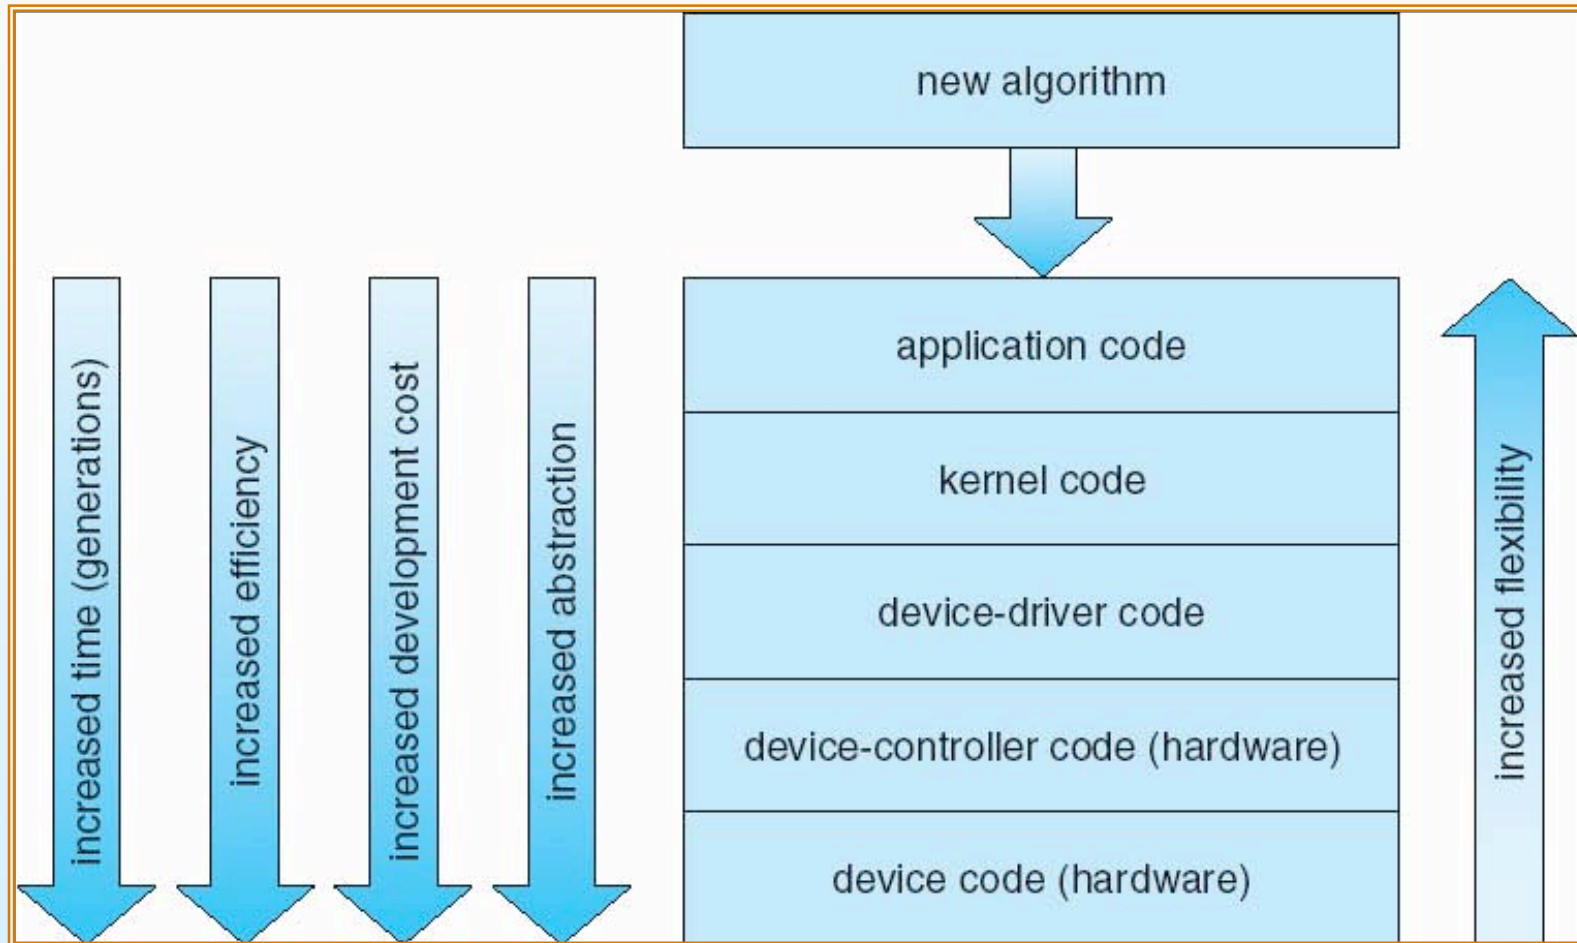 new algorithm
increased time (generations)
increased efficiency
increased development cost
increased abstraction
application code
kernel code
device-driver code
device-controller code (hardware)
device code (hardware)
increased flexibility